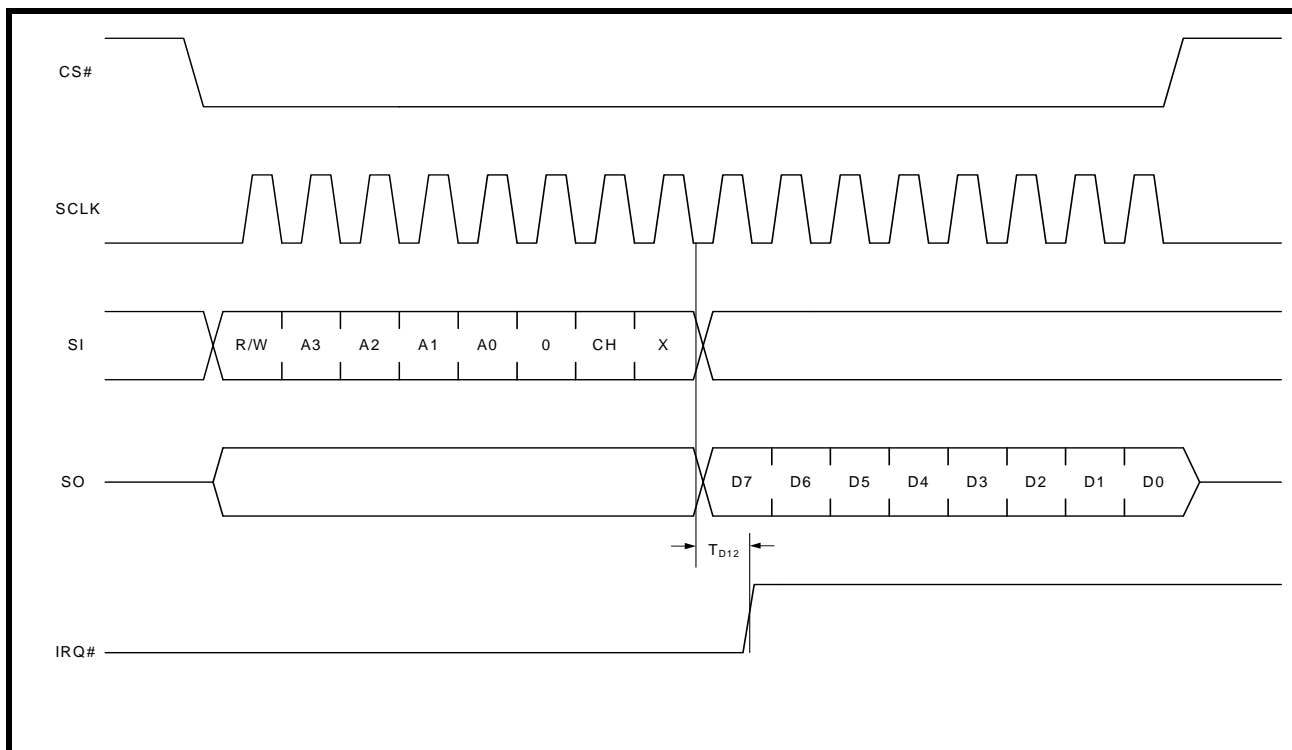 CS#
SCLK
SI R/W A3 A2 A1 A0 0 CH X
SO D7 D6 D5 D4 D3 D2 D1 D0
TD12
IRQ#